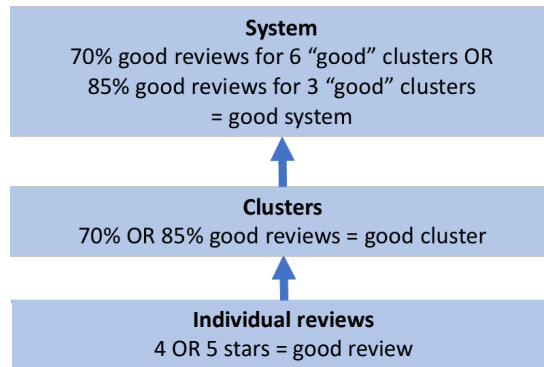 System
70% good reviews for 6 “good” clusters OR
85% good reviews for 3 “good” clusters
= good system
Clusters
70% OR 85% good reviews = good cluster
Individual reviews
4 OR 5 stars = good review